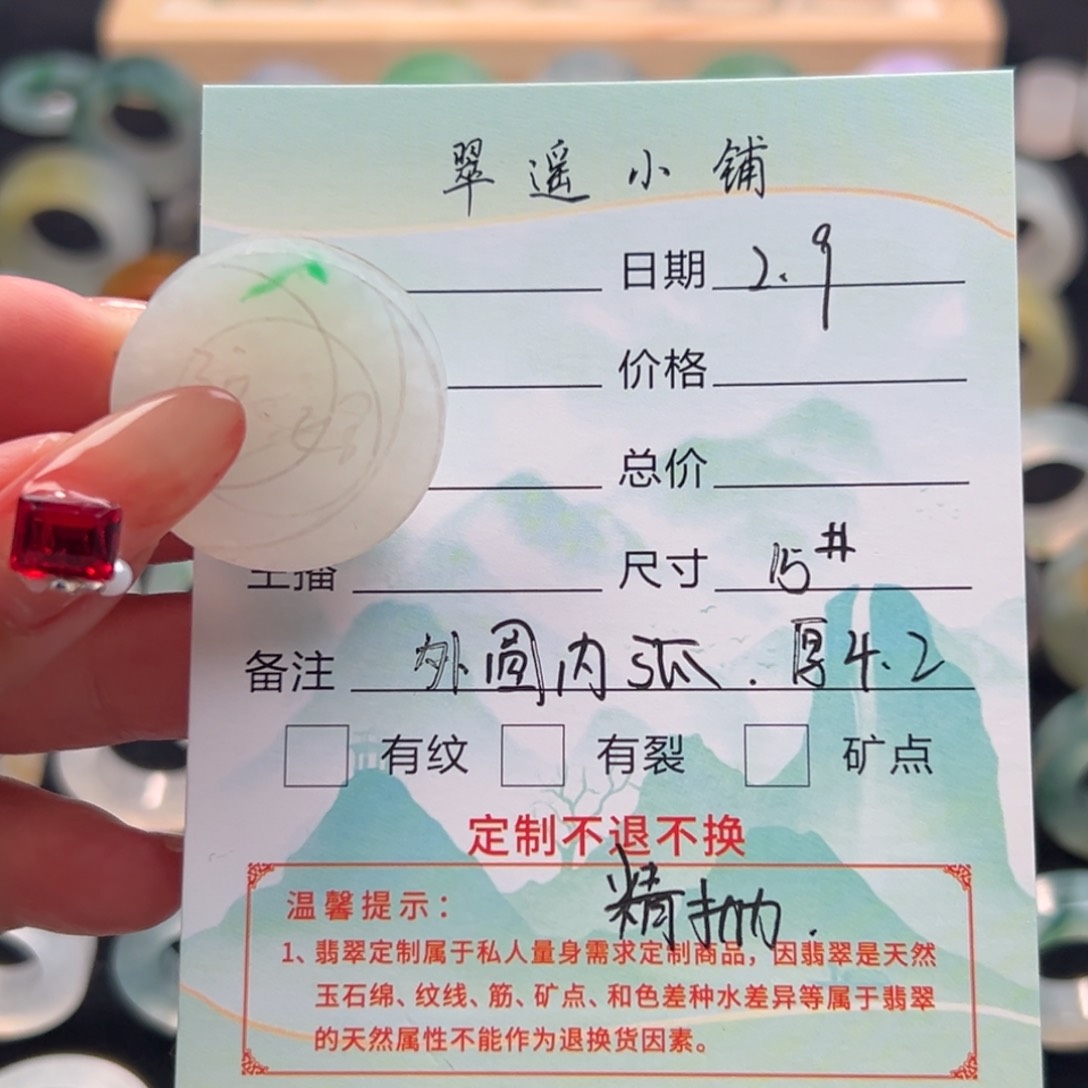 翠遥小铺
日期 2.9
价格
总价
主播 尺寸 15#
备注 外圆内弧.厚4.2
有纹 有裂 矿点
定制不退不换
精抛.
温馨提示：
1、翡翠定制属于私人量身需求定制商品，因翡翠是天然
玉石绵、纹线、筋、矿点、和色差种水差异等属于翡翠
的天然属性不能作为退换货因素。